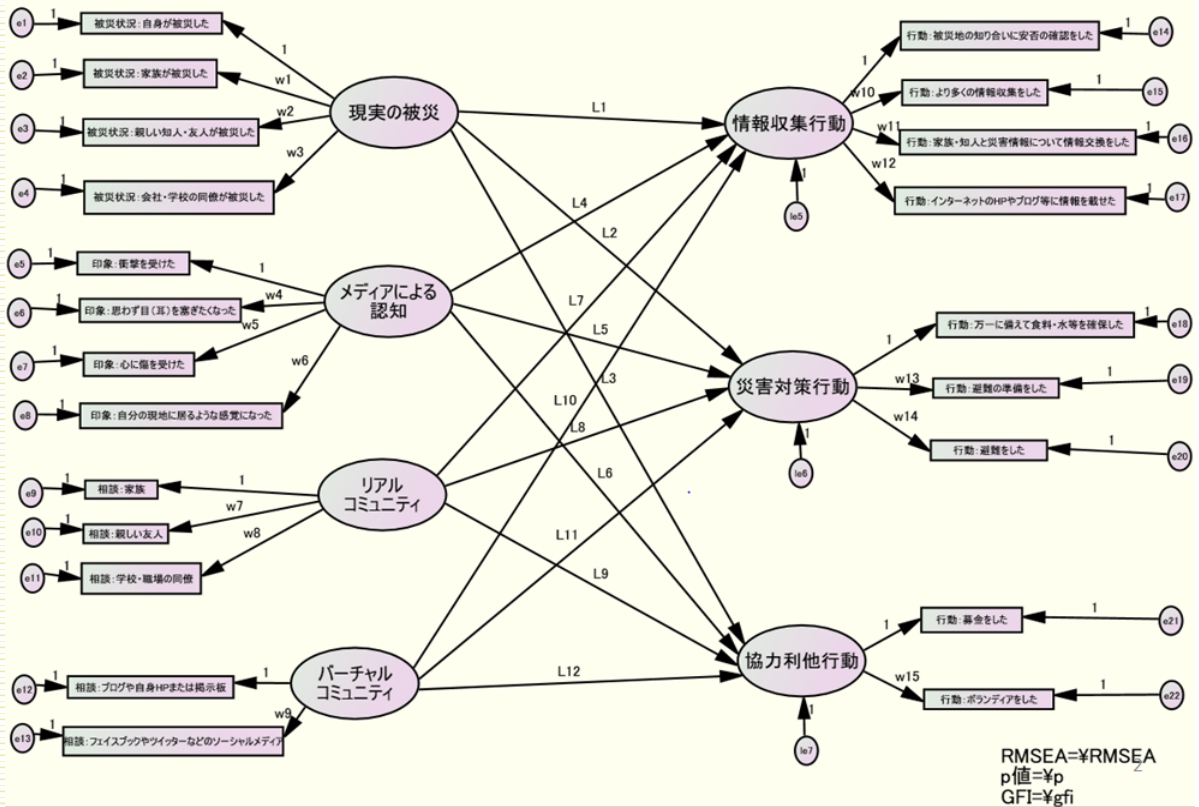 e1
1
被災状況：自身が被災した
e2
1
被災状況：家族が被災した
e3
1
被災状況：親しい知人・友人が被災した
e4
1
被災状況：会社・学校の同僚が被災した
1
w1
w2
w3
現実の被災
e5
1
印象：衝撃を受けた
e6
1
印象：思わず目（耳）を塞ぎたくなった
e7
1
印象：心に傷を受けた
e8
1
印象：自分の現地に居るような感覚になった
1
w4
w5
w6
メディアによる
認知
e9
1
相談：家族
e10
1
相談：親しい友人
e11
1
相談：学校・職場の同僚
1
w7
w8
リアル
コミュニティ
e12
1
相談：ブログや自身HPまたは掲示板
e13
1
相談：フェイスブックやツイッターなどのソーシャルメディア
1
w9
バーチャル
コミュニティ
L1
L4
L2
L7
L5
L3
L10
L8
L6
L11
L9
L12
情報収集行動
1
le5
1
w10
w11
w12
行動：被災地の知り合いに安否の確認をした
1
e14
行動：より多くの情報収集をした
1
e15
行動：家族・知人と災害情報について情報交換をした
1
e16
行動：インターネットのHPやブログ等に情報を載せた
1
e17
災害対策行動
1
le6
1
w13
w14
行動：万一に備えて食料・水等を確保した
1
e18
行動：避難の準備をした
1
e19
行動：避難をした
1
e20
協力利他行動
1
le7
1
w15
行動：募金をした
1
e21
行動：ボランディアをした
1
e22
RMSEA=¥RMSEA
2
p値=¥p
GFI=¥gfi